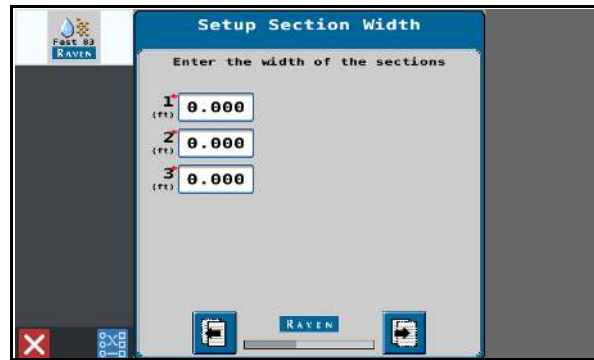 Fast 83
RAVEN
Setup Section Width
Enter the width of the sections
1 0.000
(ft)
2 0.000
(ft)
3 0.000
(ft)
RAVEN